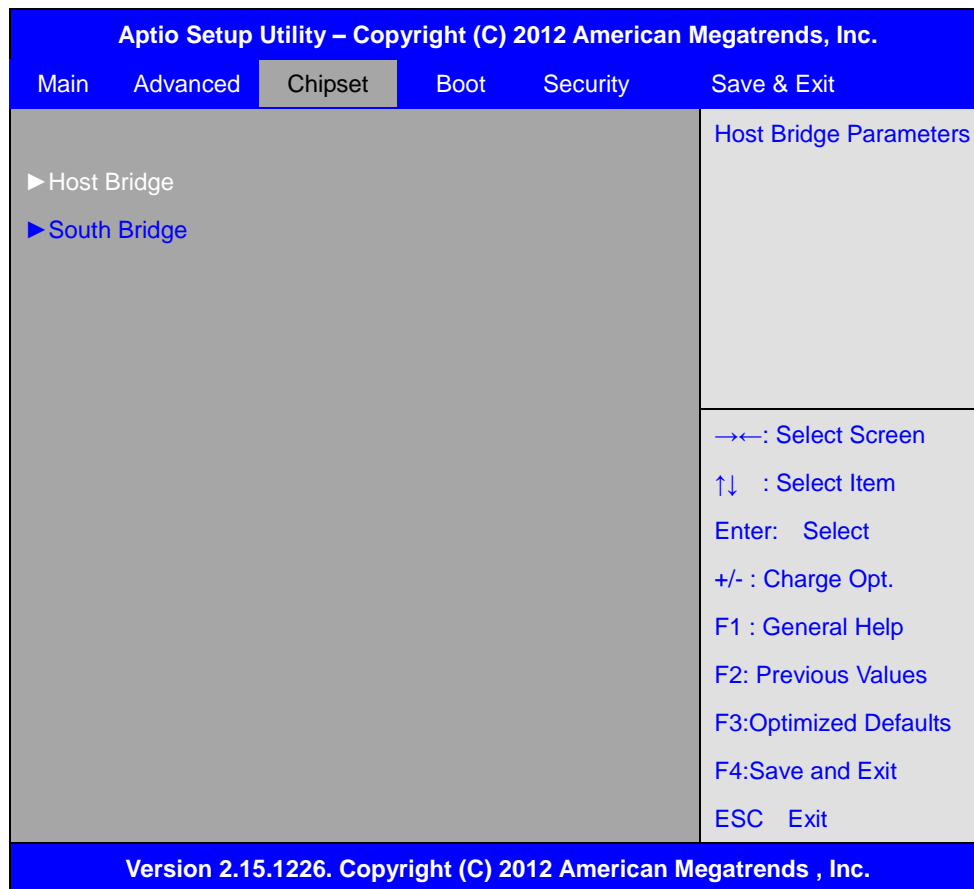 Aptio Setup Utility – Copyright (C) 2012 American Megatrends, Inc.
Main Advanced Chipset Boot Security Save & Exit
►Host Bridge
►South Bridge
Host Bridge Parameters
→←: Select Screen
↑↓ : Select Item
Enter: Select
+/- : Charge Opt.
F1 : General Help
F2: Previous Values
F3:Optimized Defaults
F4:Save and Exit
ESC Exit
Version 2.15.1226. Copyright (C) 2012 American Megatrends , Inc.